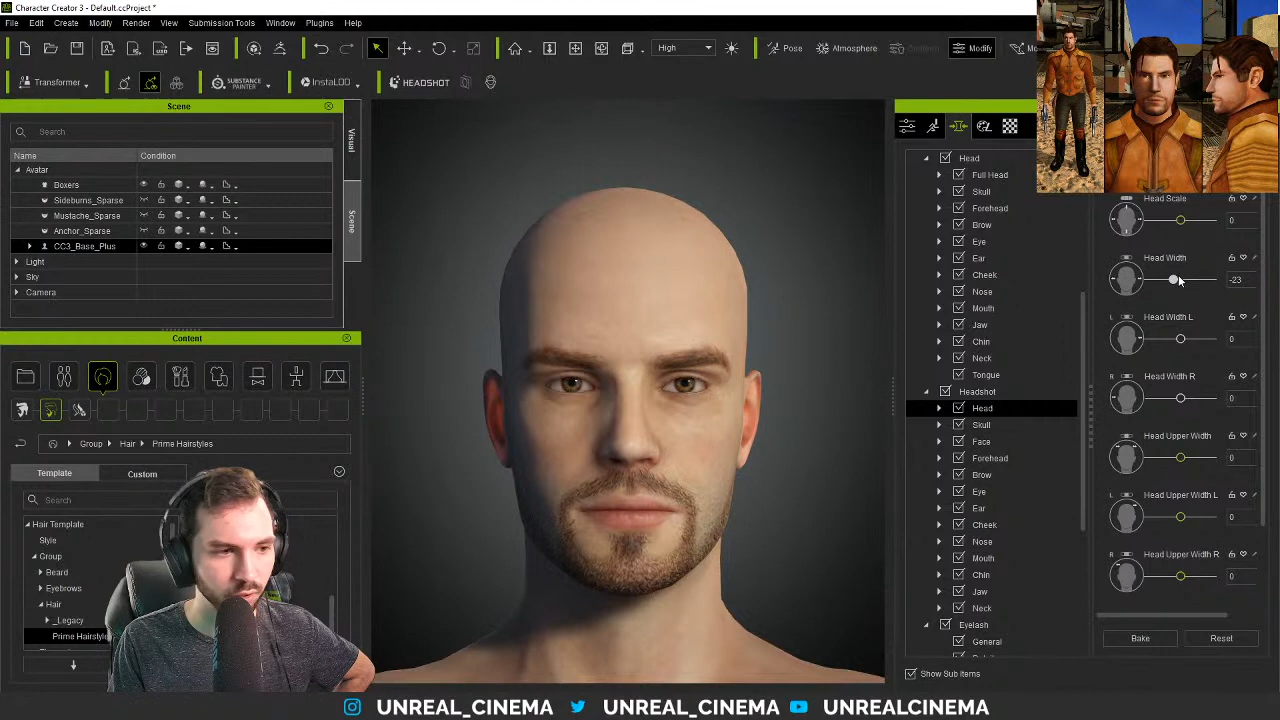 Character Creator 3 - Default.ccProject *
File Edit Create Modify Render View Submission Tools Window Plugins Help
High Pose Atmosphere Modify
Transformer SUBSTANCE PAINTER InstaLOD HEADSHOT
Scene
Search
Name Condition
Avatar
Boxers
Sideburns_Sparse
Mustache_Sparse
Anchor_Sparse
CC3_Base_Plus
Light
Sky
Camera
Visual
Scene
Content
Group Hair Prime Hairstyles
Template Custom
Search
Hair Template
Style
Group
Beard
Eyebrows
Hair
_Legacy
Prime Hairstyle
Head
Full Head
Skull
Forehead
Brow
Eye
Ear
Cheek
Nose
Mouth
Jaw
Chin
Neck
Tongue
Headshot
Head
Skull
Face
Forehead
Brow
Eye
Ear
Cheek
Nose
Mouth
Chin
Jaw
Neck
Eyelash
General
Show Sub Items
Head Scale
0
Head Width
-23
L Head Width L
0
R Head Width R
0
Head Upper Width
0
L Head Upper Width L
0
R Head Upper Width R
0
Bake Reset
UNREAL_CINEMA UNREAL_CINEMA UNREALCINEMA